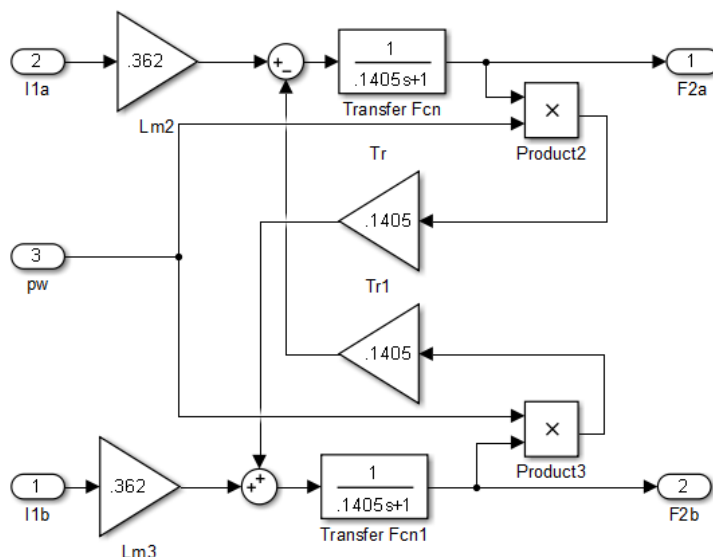 2
I1a
.362
Lm2
+
−
1
.1405s+1
Transfer Fcn
×
Product2
1
F2a
Tr
.1405
3
pw
Tr1
.1405
×
Product3
1
I1b
.362
Lm3
+
+
1
.1405s+1
Transfer Fcn1
2
F2b